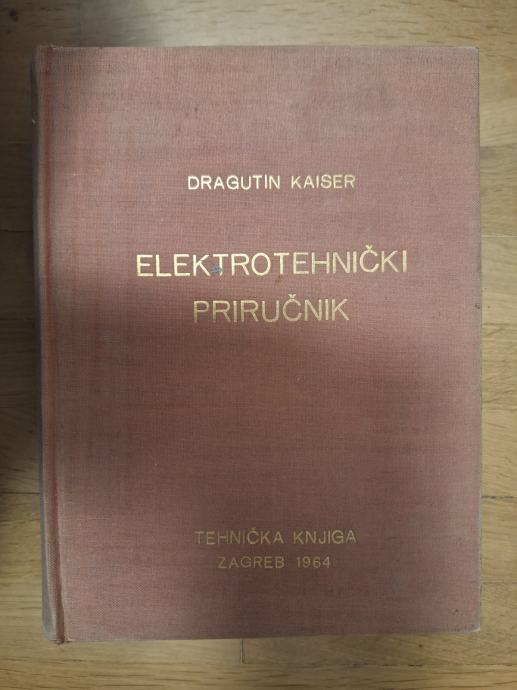 DRAGUTIN KAISER
ELEKTROTEHNIČKI
PRIRUČNIK
TEHNIČKA KNJIGA
ZAGREB 1964